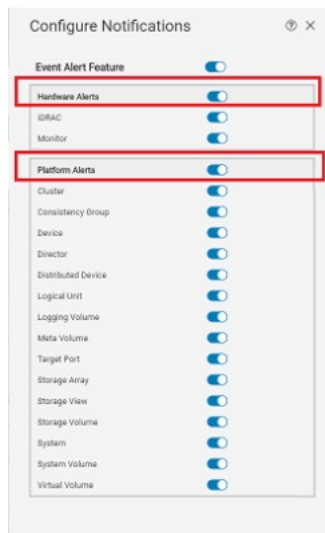 Configure Notifications
Event Alert Feature
Hardware Alerts
iDRAC
Monitor
Platform Alerts
Cluster
Consistency Group
Device
Director
Distributed Device
Logical Unit
Logging Volume
Meta Volume
Target Port
Storage Array
Storage View
Storage Volume
System
System Volume
Virtual Volume